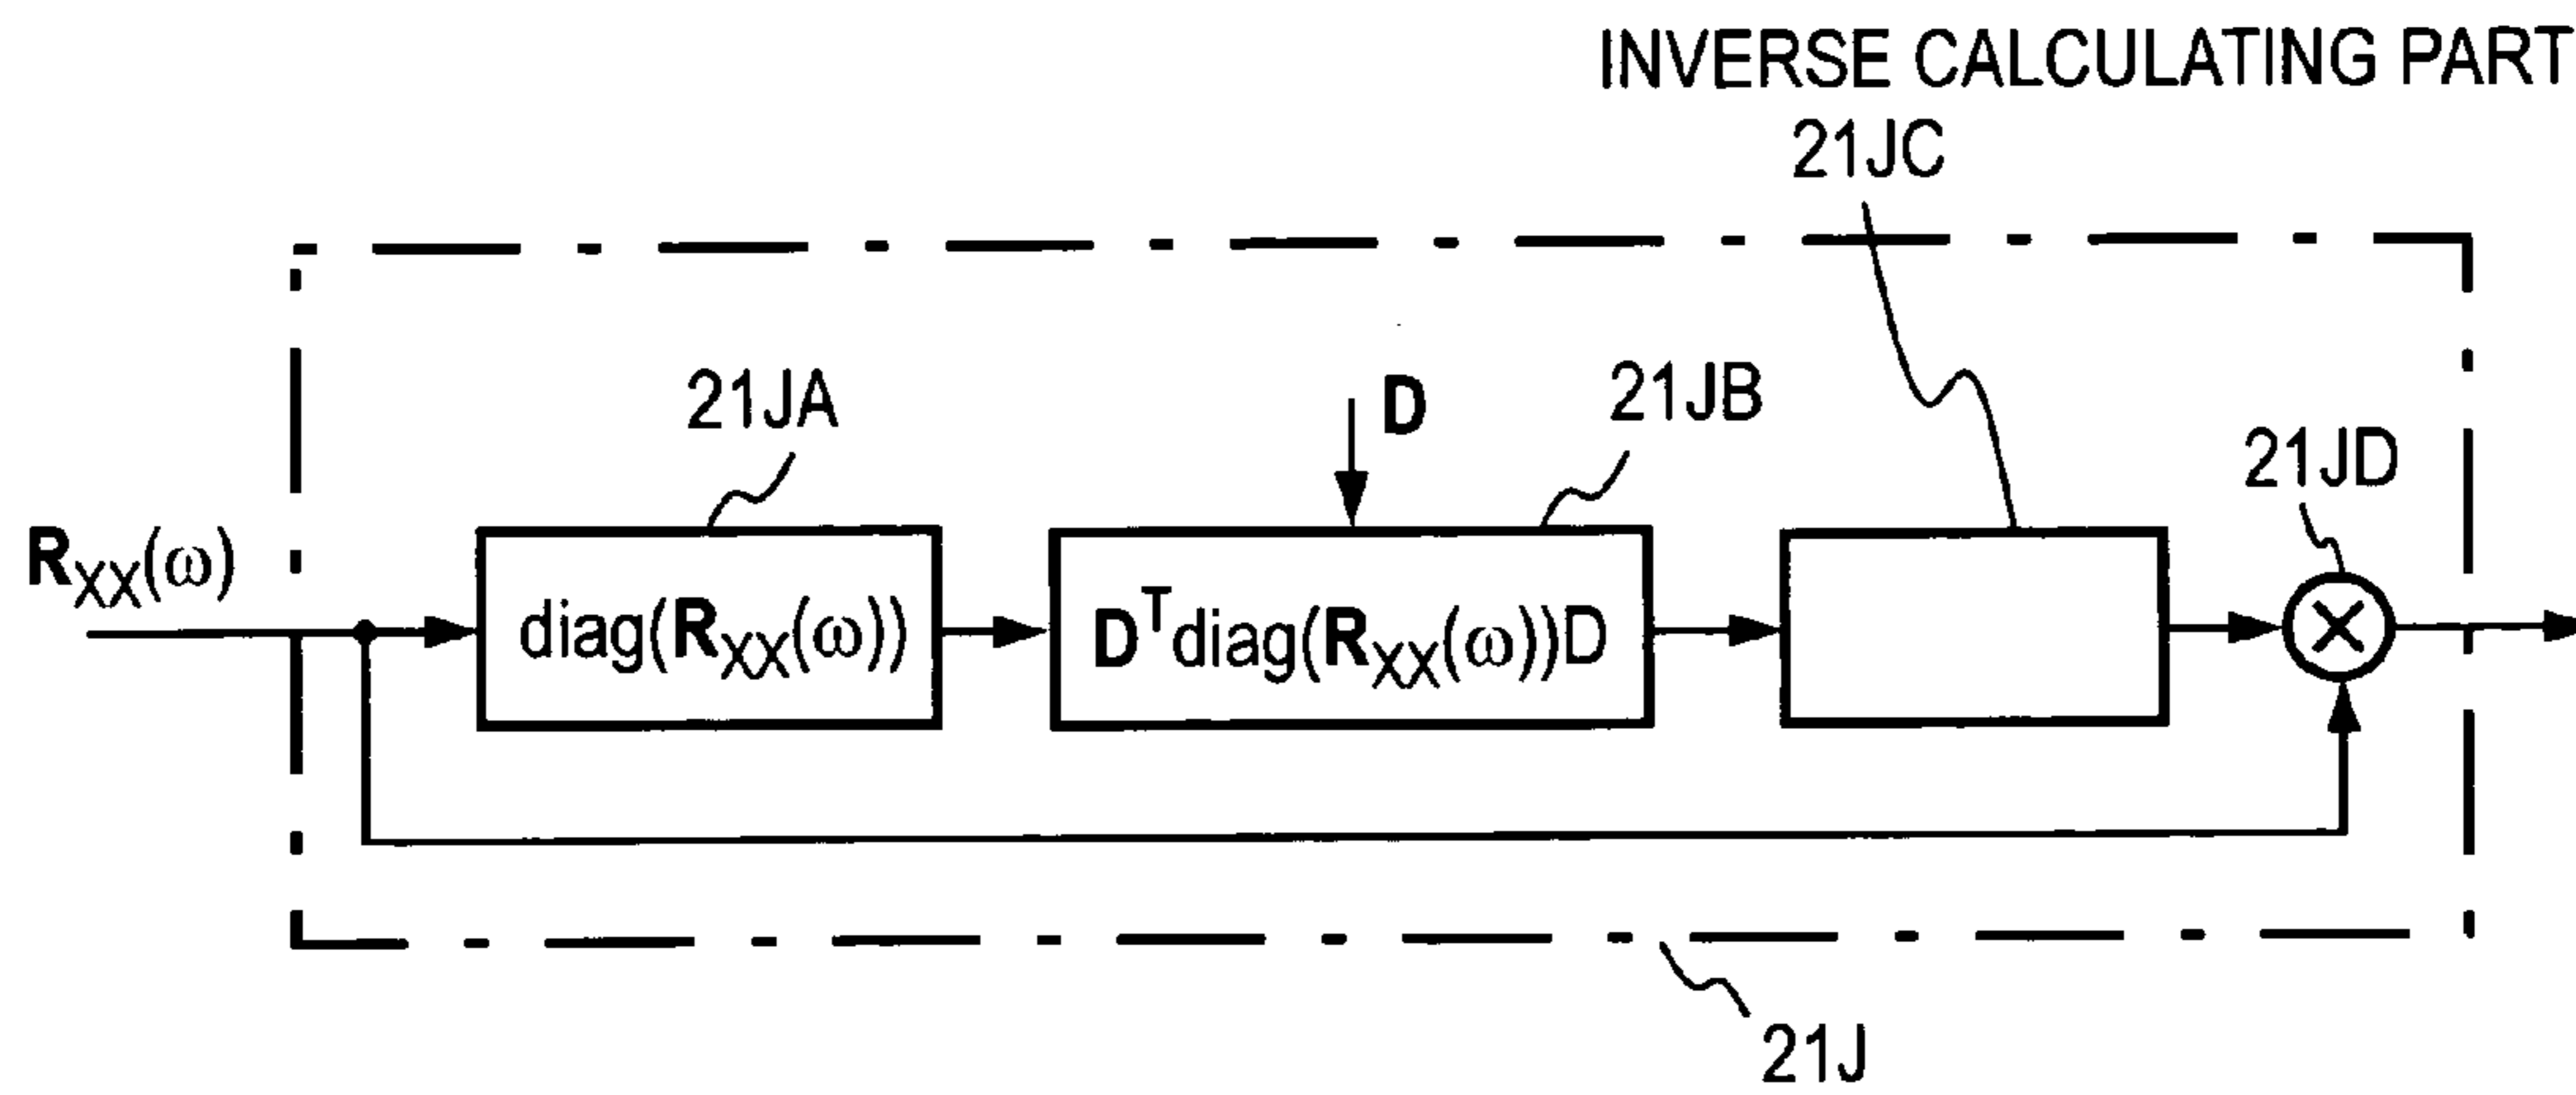 INVERSE CALCULATING PART
21JC
21JA
D
21JB
21JD
R_XX(ω)
diag(R_XX(ω))
D^T diag(R_XX(ω))D
21J